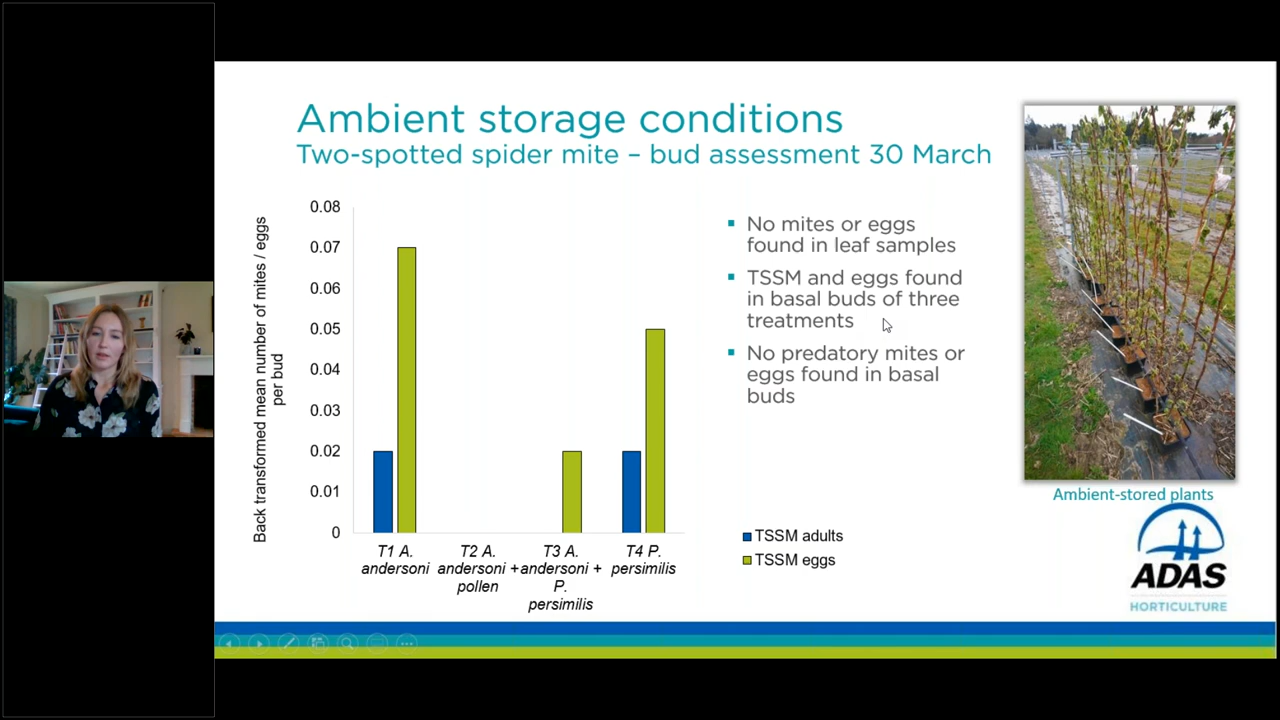 Ambient storage conditions
Two-spotted spider mite – bud assessment 30 March
Back transformed mean number of mites / eggs
per bud
0.08
0.07
0.06
0.05
0.04
0.03
0.02
0.01
0
T1 A.
andersoni
T2 A.
andersoni +
pollen
T3 A.
andersoni +
P.
persimilis
T4 P.
persimilis
No mites or eggs
found in leaf samples
TSSM and eggs found
in basal buds of three
treatments
No predatory mites or
eggs found in basal
buds
TSSM adults
TSSM eggs
Ambient-stored plants
ADAS
HORTICULTURE